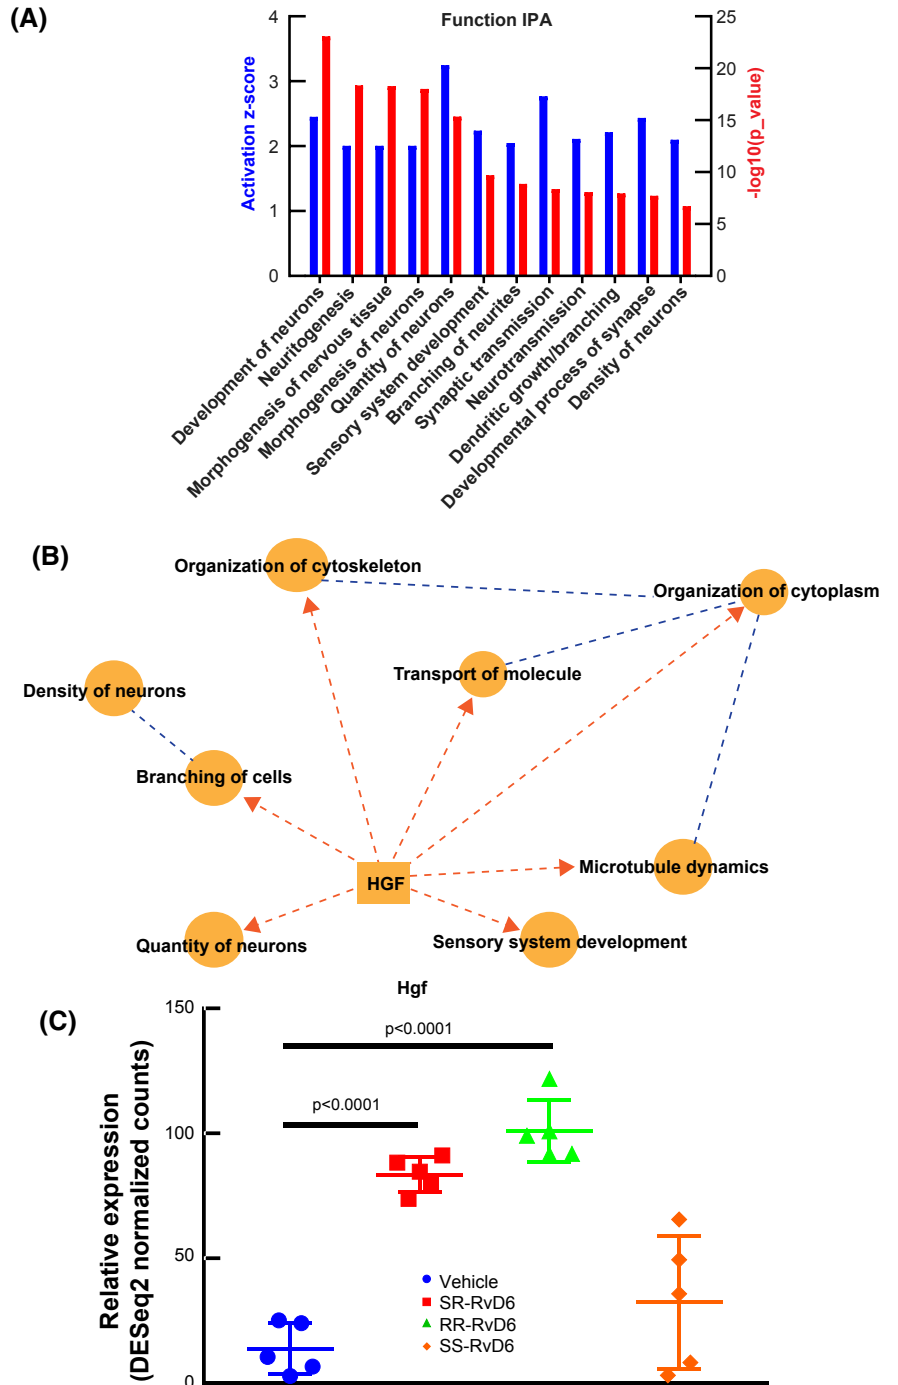 (A)
Function IPA
Activation z-score
4
3
2
1
0
-log10(p_value)
25
20
15
10
5
0
Development of neurons
Neuritogenesis
Morphogenesis of nervous tissue
Morphogenesis of neurons
Quantity of neurons
Sensory system development
Branching of neurites
Synaptic transmission
Neurotransmission
Dendritic growth/branching
Developmental process of synapse
Density of neurons
(B)
Organization of cytoskeleton
Organization of cytoplasm
Transport of molecule
Density of neurons
Branching of cells
Microtubule dynamics
HGF
Quantity of neurons
Sensory system development
(C)
Hgf
Relative expression
(DESeq2 normalized counts)
150
100
50
0
p<0.0001
p<0.0001
Vehicle
SR-RvD6
RR-RvD6
SS-RvD6